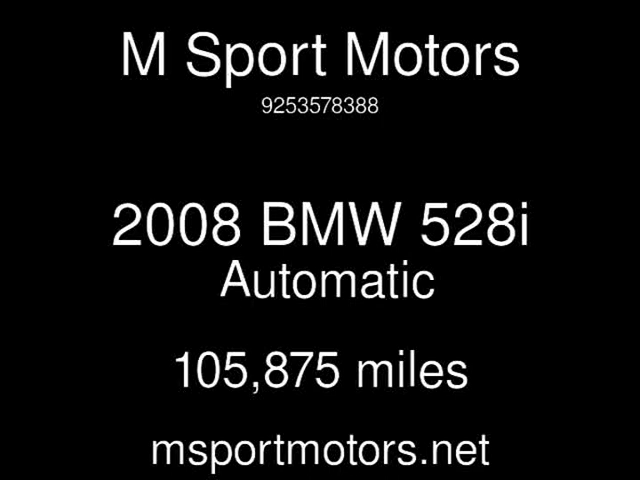 M Sport Motors
9253578388
2008 BMW 528i
Automatic
105,875 miles
msportmotors.net